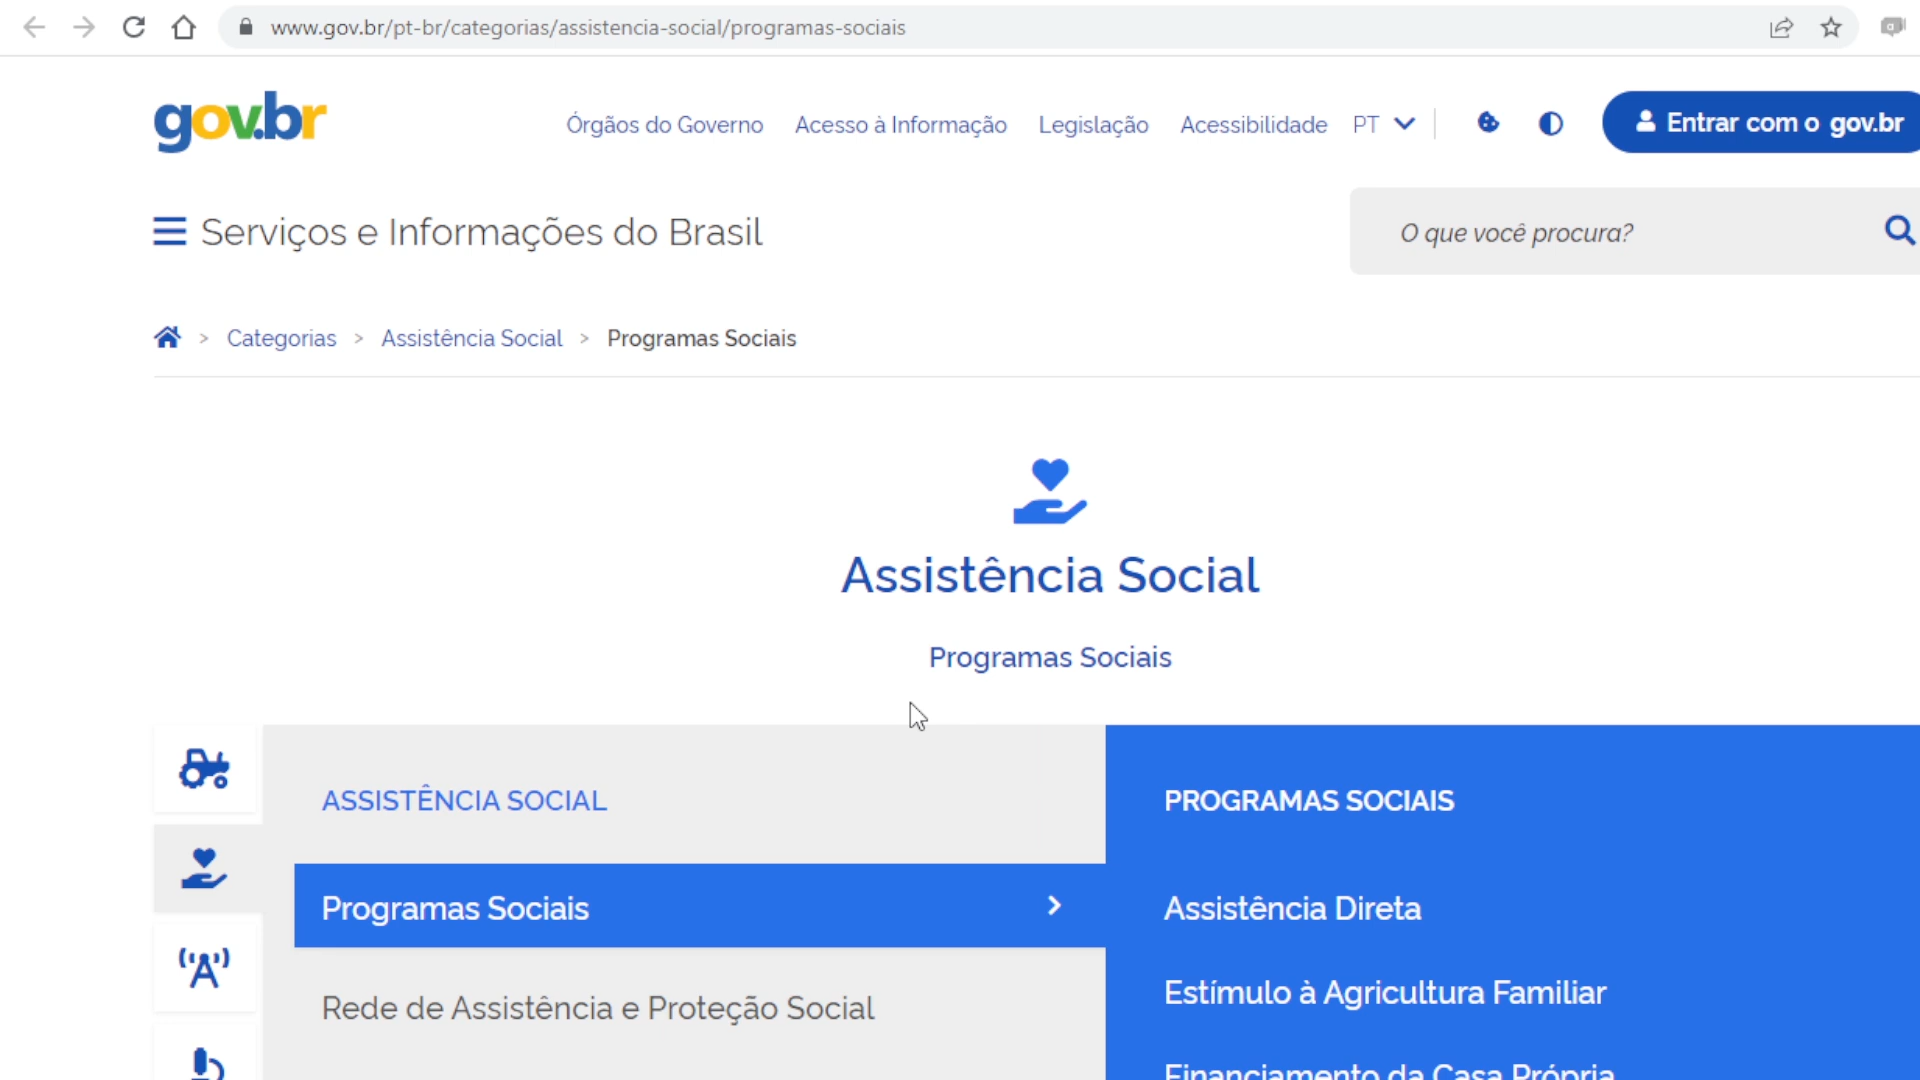 www.gov.br/pt-br/categorias/assistencia-social/programas-sociais
gov.br
Órgãos do Governo Acesso à Informação Legislação Acessibilidade PT Entrar com o gov.br
Serviços e Informações do Brasil
O que você procura?
> Categorias > Assistência Social > Programas Sociais
Assistência Social
Programas Sociais
ASSISTÊNCIA SOCIAL
PROGRAMAS SOCIAIS
Programas Sociais
Assistência Direta
Estímulo à Agricultura Familiar
Rede de Assistência e Proteção Social
Financiamento da Casa Própria